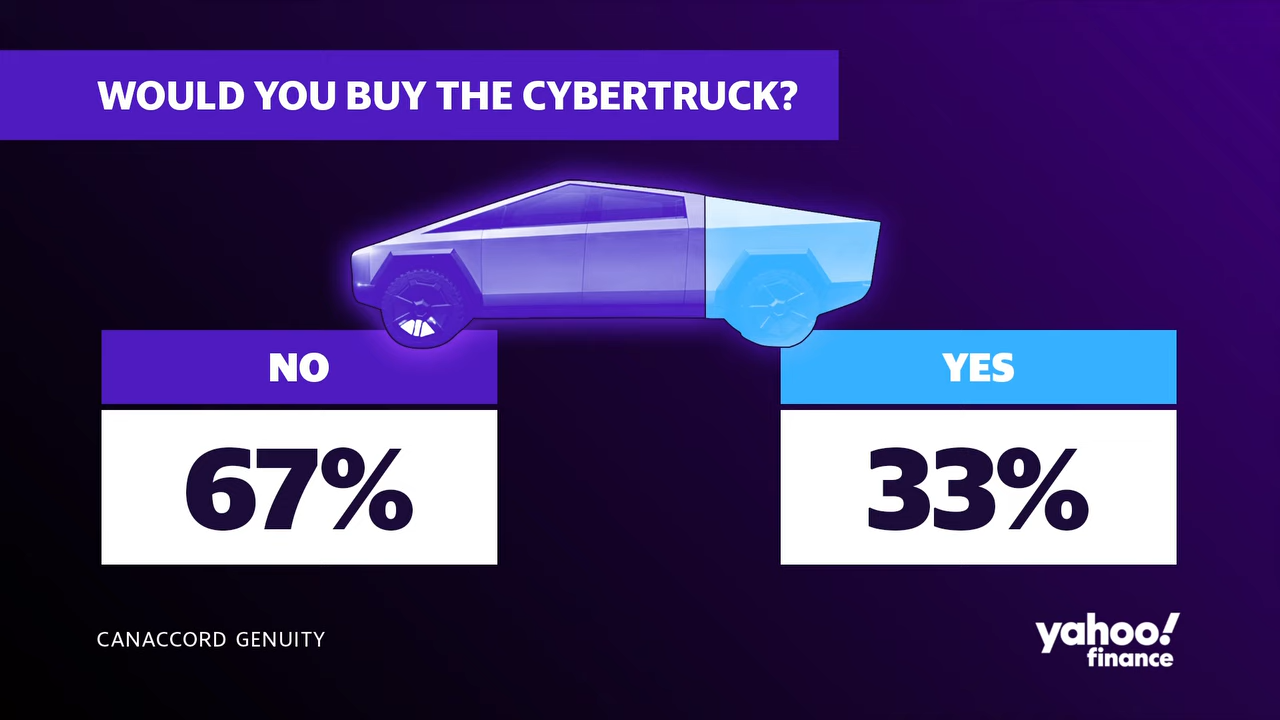 WOULD YOU BUY THE CYBERTRUCK?
NO
YES
67%
33%
CANACCORD GENUITY
yahoo!
finance